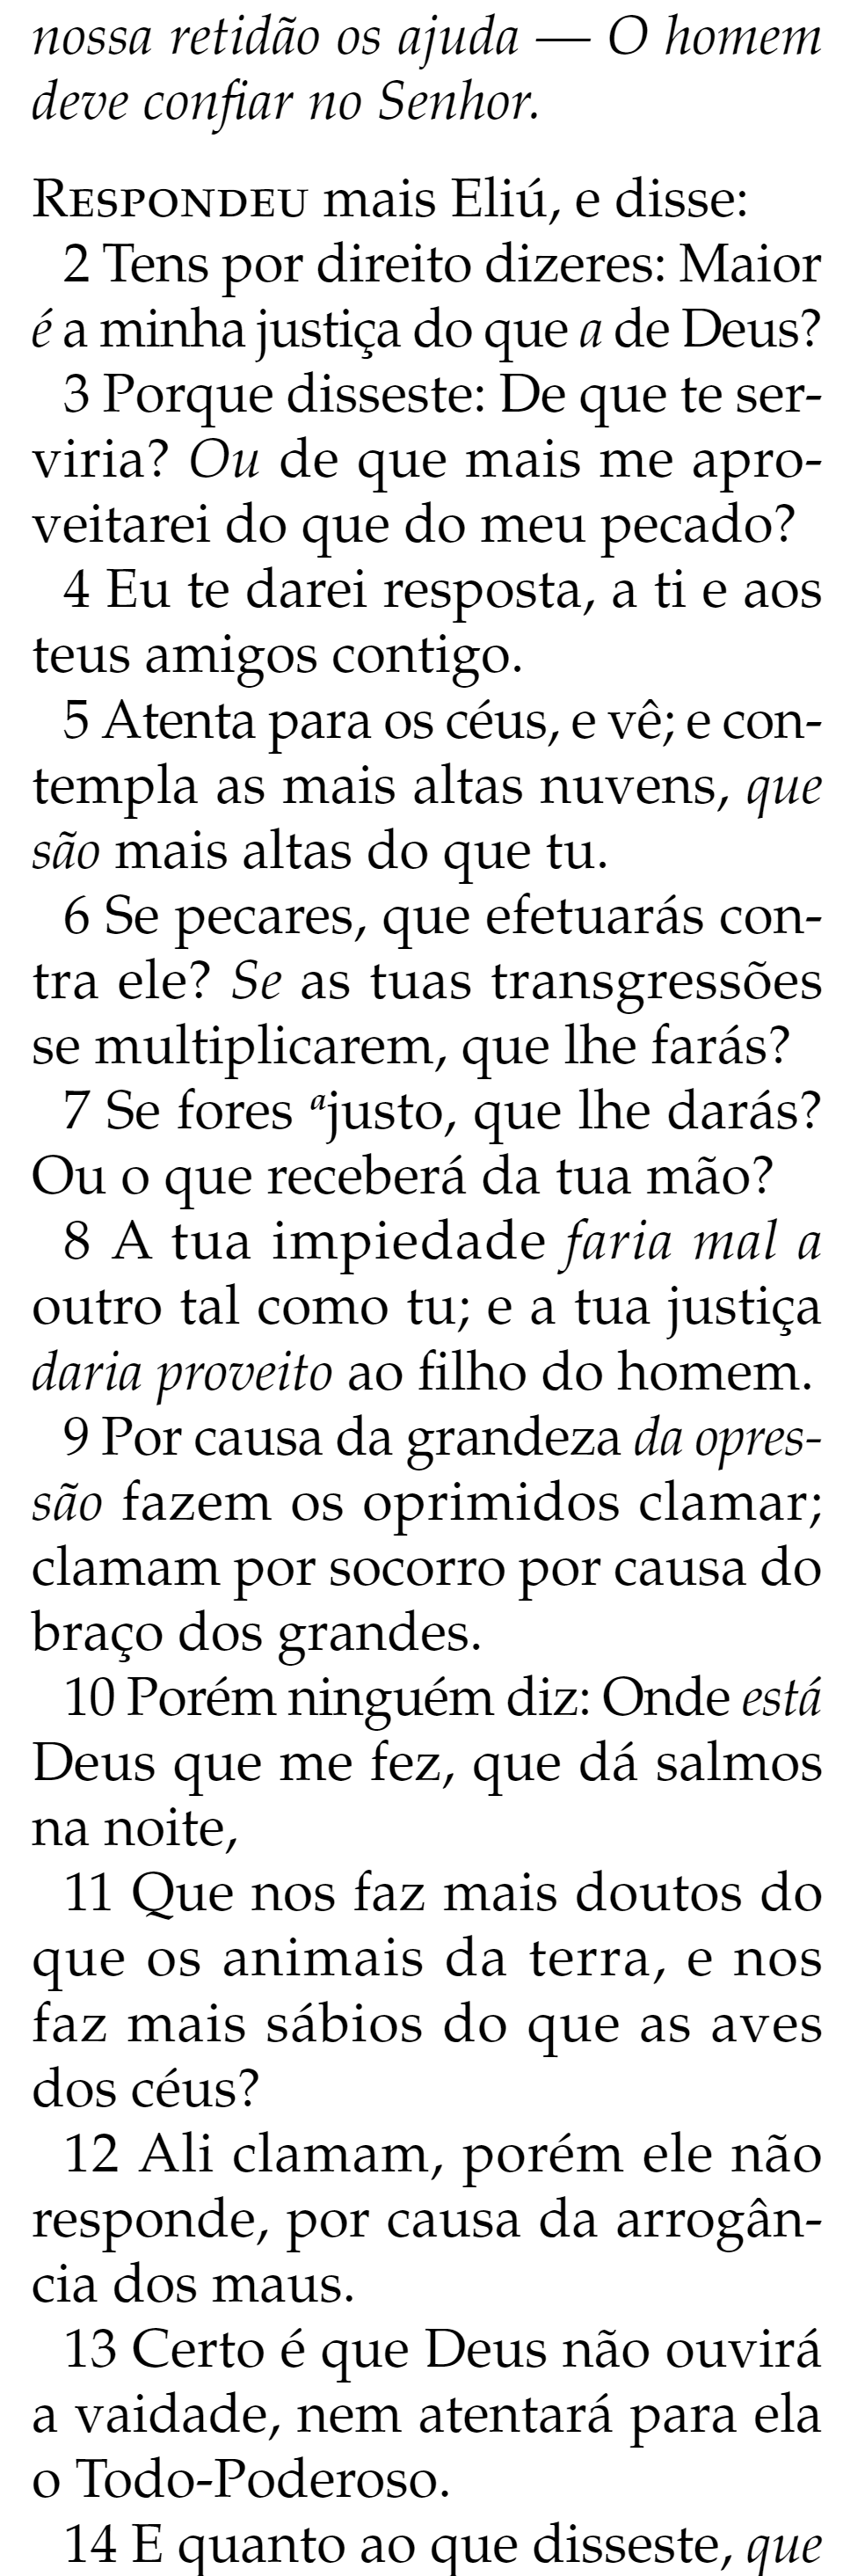 nossa retidão os ajuda — O homem
deve confiar no Senhor.
Respondeu mais Eliú, e disse:
2 Tens por direito dizeres: Maior
é a minha justiça do que a de Deus?
3 Porque disseste: De que te ser-
viria? Ou de que mais me apro-
veitarei do que do meu pecado?
4 Eu te darei resposta, a ti e aos
teus amigos contigo.
5 Atenta para os céus, e vê; e con-
templa as mais altas nuvens, que
são mais altas do que tu.
6 Se pecares, que efetuarás con-
tra ele? Se as tuas transgressões
se multiplicarem, que lhe farás?
7 Se fores ajusto, que lhe darás?
Ou o que receberá da tua mão?
8 A tua impiedade faria mal a
outro tal como tu; e a tua justiça
daria proveito ao filho do homem.
9 Por causa da grandeza da opres-
são fazem os oprimidos clamar;
clamam por socorro por causa do
braço dos grandes.
10 Porém ninguém diz: Onde está
Deus que me fez, que dá salmos
na noite,
11 Que nos faz mais doutos do
que os animais da terra, e nos
faz mais sábios do que as aves
dos céus?
12 Ali clamam, porém ele não
responde, por causa da arrogân-
cia dos maus.
13 Certo é que Deus não ouvirá
a vaidade, nem atentará para ela
o Todo-Poderoso.
14 E quanto ao que disseste, que